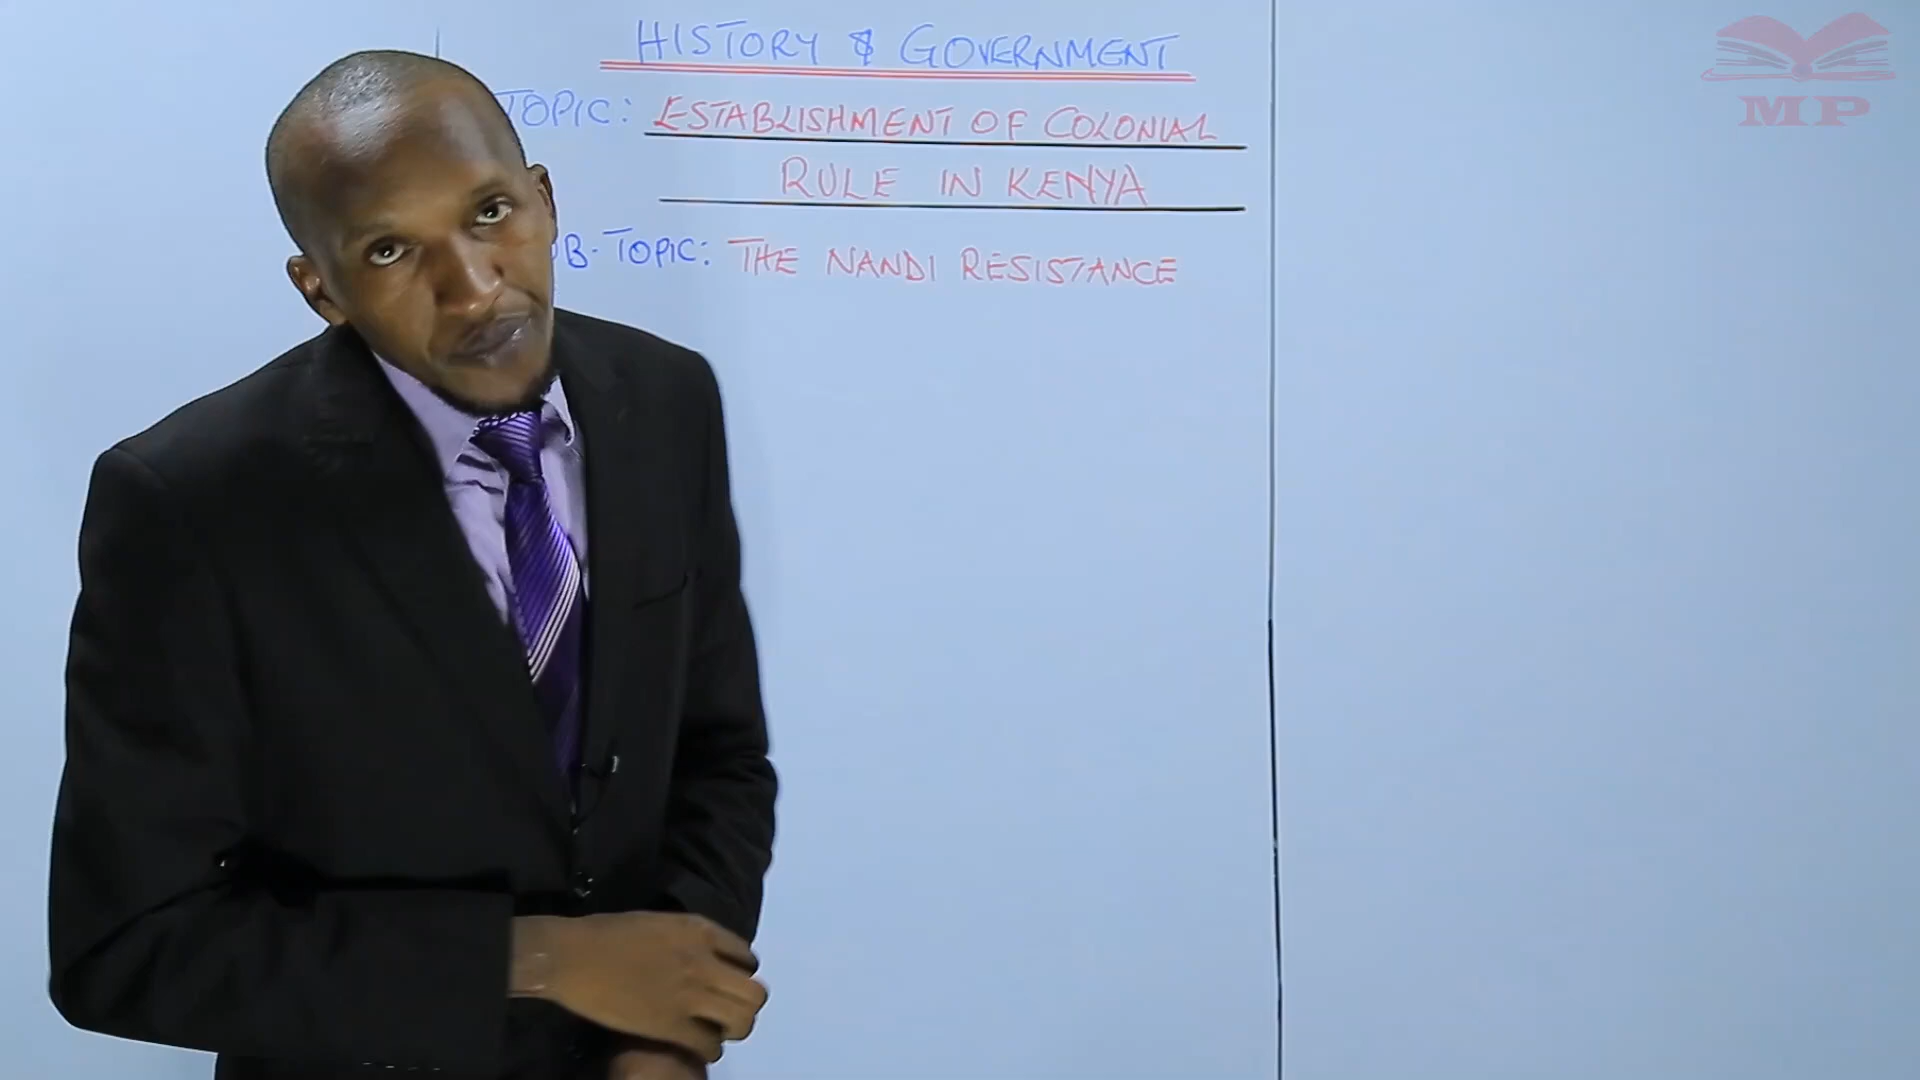 HISTORY & GOVERNMENT
TOPIC: ESTABLISHMENT OF COLONIAL
RULE IN KENYA
B-TOPIC: THE NANDI RESISTANCE
MP